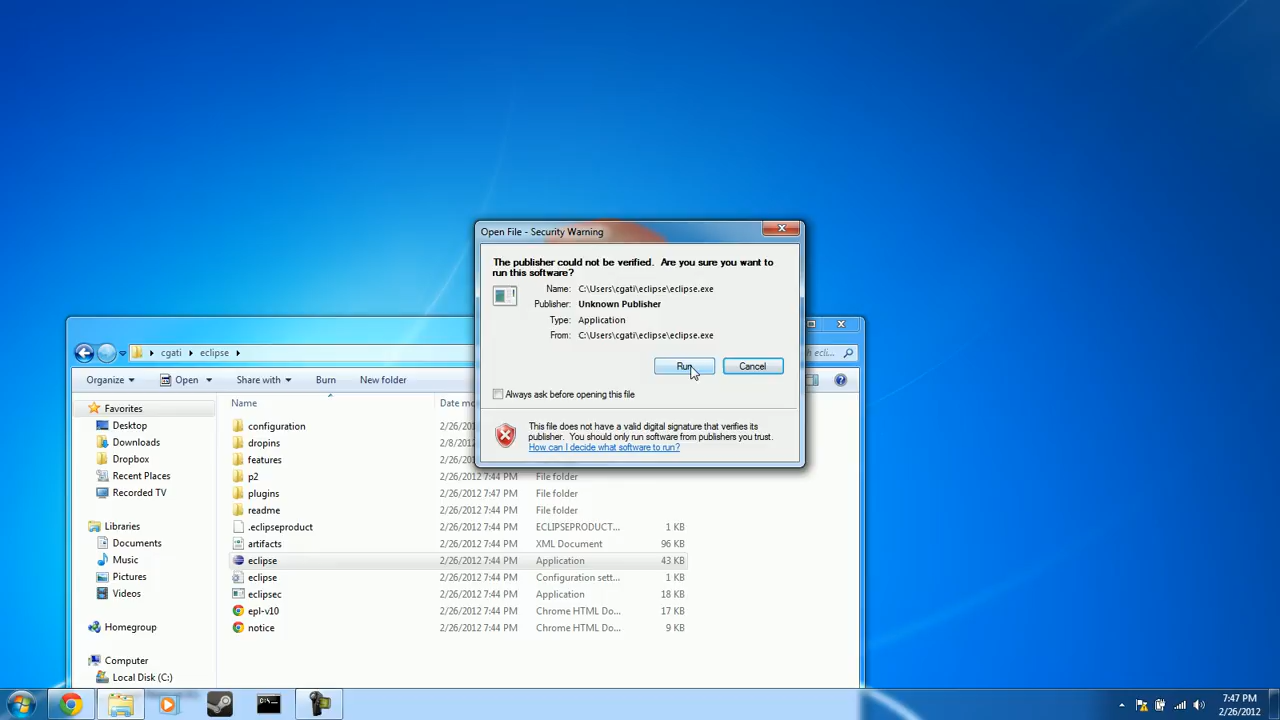 Open File - Security Warning
The publisher could not be verified. Are you sure you want to
run this software?
Name: C:\Users\cgati\eclipse\eclipse.exe
Publisher: Unknown Publisher
Type: Application
From: C:\Users\cgati\eclipse\eclipse.exe
Run Cancel
Always ask before opening this file
This file does not have a valid digital signature that verifies its
publisher. You should only run software from publishers you trust.
How can I decide what software to run?
cgati eclipse
Organize Open Share with Burn New folder
Name
Favorites
Desktop
Downloads
Dropbox
Recent Places
Recorded TV
Libraries
Documents
Music
Pictures
Videos
Homegroup
Computer
Local Disk (C:)
configuration
dropins
features
p2 2/26/2012 7:44 PM File folder
plugins 2/26/2012 7:47 PM File folder
readme 2/26/2012 7:44 PM File folder
.eclipseproduct 2/26/2012 7:44 PM ECLIPSEPRODUCT... 1 KB
artifacts 2/26/2012 7:44 PM XML Document 96 KB
eclipse 2/26/2012 7:44 PM Application 43 KB
eclipse 2/26/2012 7:44 PM Configuration sett... 1 KB
eclipsec 2/26/2012 7:44 PM Application 18 KB
epl-v10 2/26/2012 7:44 PM Chrome HTML Do... 17 KB
notice 2/26/2012 7:44 PM Chrome HTML Do... 9 KB
7:47 PM
2/26/2012